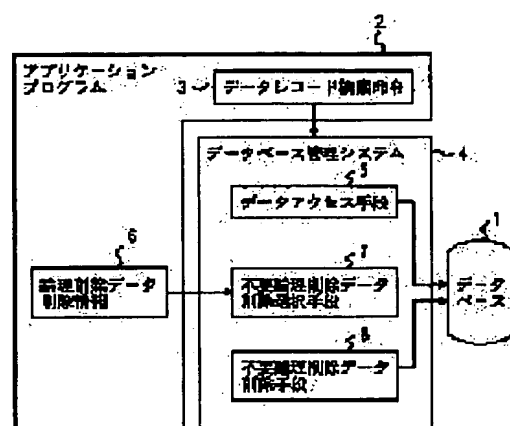 2
アプリケーション
プログラム
3
データレコード検索命令
データベース管理システム
4
5
データアクセス手段
1
6
論理削除データ
削除情報
7
不要論理削除データ
削除選択手段
データ
ベース
8
不要論理削除データ
削除手段